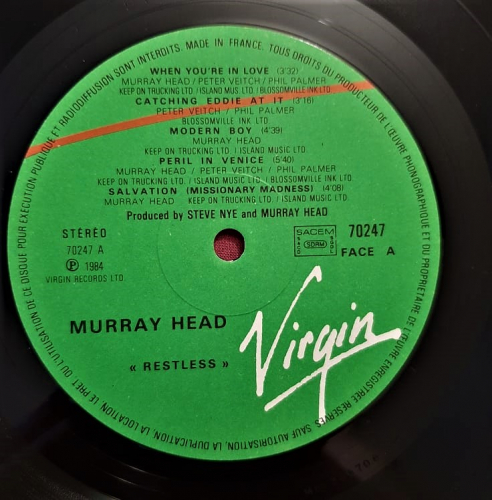 MADE IN FRANCE. TOUS DROITS DU PRODUCTEUR DE L'ŒUVRE PHONOGRAPHIQUE ET DU PROPRIETAIRE DE L'ŒUVRE ENREGISTREE RESERVES SAUF AUTORISATION, LA DUPLICATION, LA LOCATION, LE PRET OU L'UTILISATION DE CE DISQUE POUR EXECUTION PUBLIQUE ET RADIODIFFUSION SONT INTERDITS.
WHEN YOU'RE IN LOVE (3:32)
MURRAY HEAD / PETER VEITCH / PHIL PALMER
KEEP ON TRUCKING LTD. / ISLAND MUS. LTD./ BLOSSOMVILLE INK LTD.
CATCHING EDDIE AT IT (3:16)
PETER VEITCH / PHIL PALMER
BLOSSOMVILLE INK LTD.
MODERN BOY (4:39)
MURRAY HEAD
KEEP ON TRUCKING LTD. / ISLAND MUSIC LTD.
PERIL IN VENICE (5:40)
MURRAY HEAD / PETER VEITCH / PHIL PALMER
KEEP ON TRUCKING LTD. / ISLAND MUSIC LTD./ BLOSSOMVILLE INK LTD.
SALVATION (MISSIONARY MADNESS) (4:08)
MURRAY HEAD KEEP ON TRUCKING LTD. / ISLAND MUSIC LTD.
Produced by STEVE NYE and MURRAY HEAD
STÉRÉO
70247 A
Ⓟ 1984
VIRGIN RECORDS LTD.
SACEM
SDRM
70247
FACE A
MURRAY HEAD
« RESTLESS »
Virgin